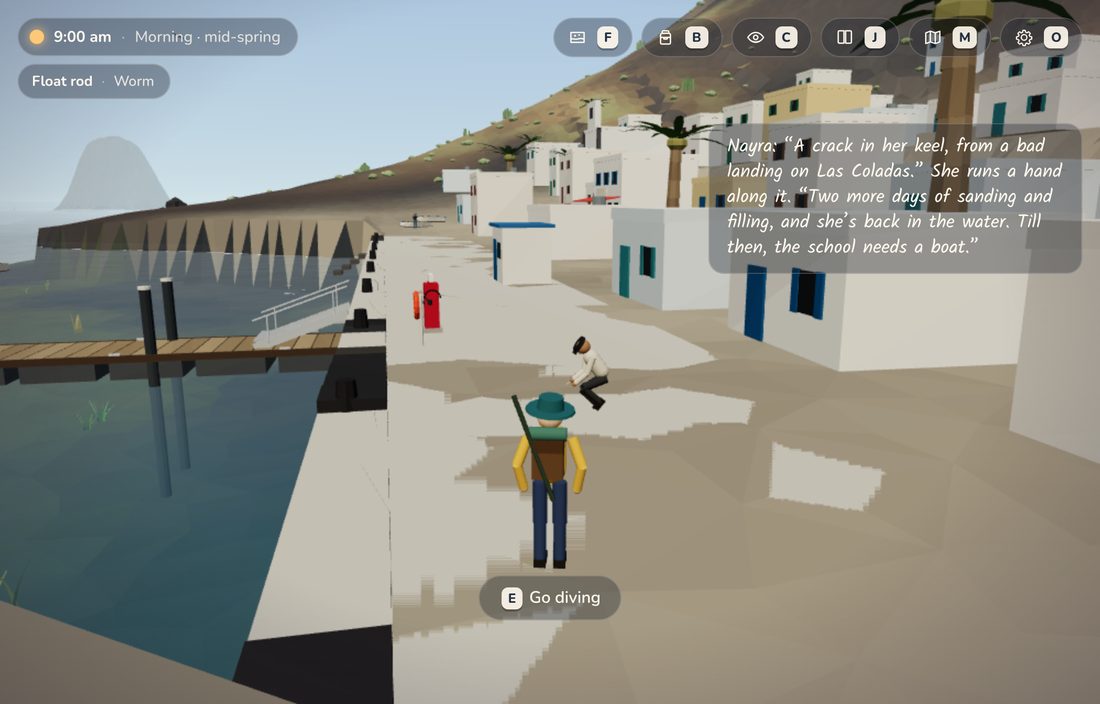 9:00 am · Morning · mid-spring
F
B
C
J
M
O
Float rod · Worm
Nayra: “A crack in her keel, from a bad
landing on Las Coladas.” She runs a hand
along it. “Two more days of sanding and
filling, and she’s back in the water. Till
then, the school needs a boat.”
E Go diving